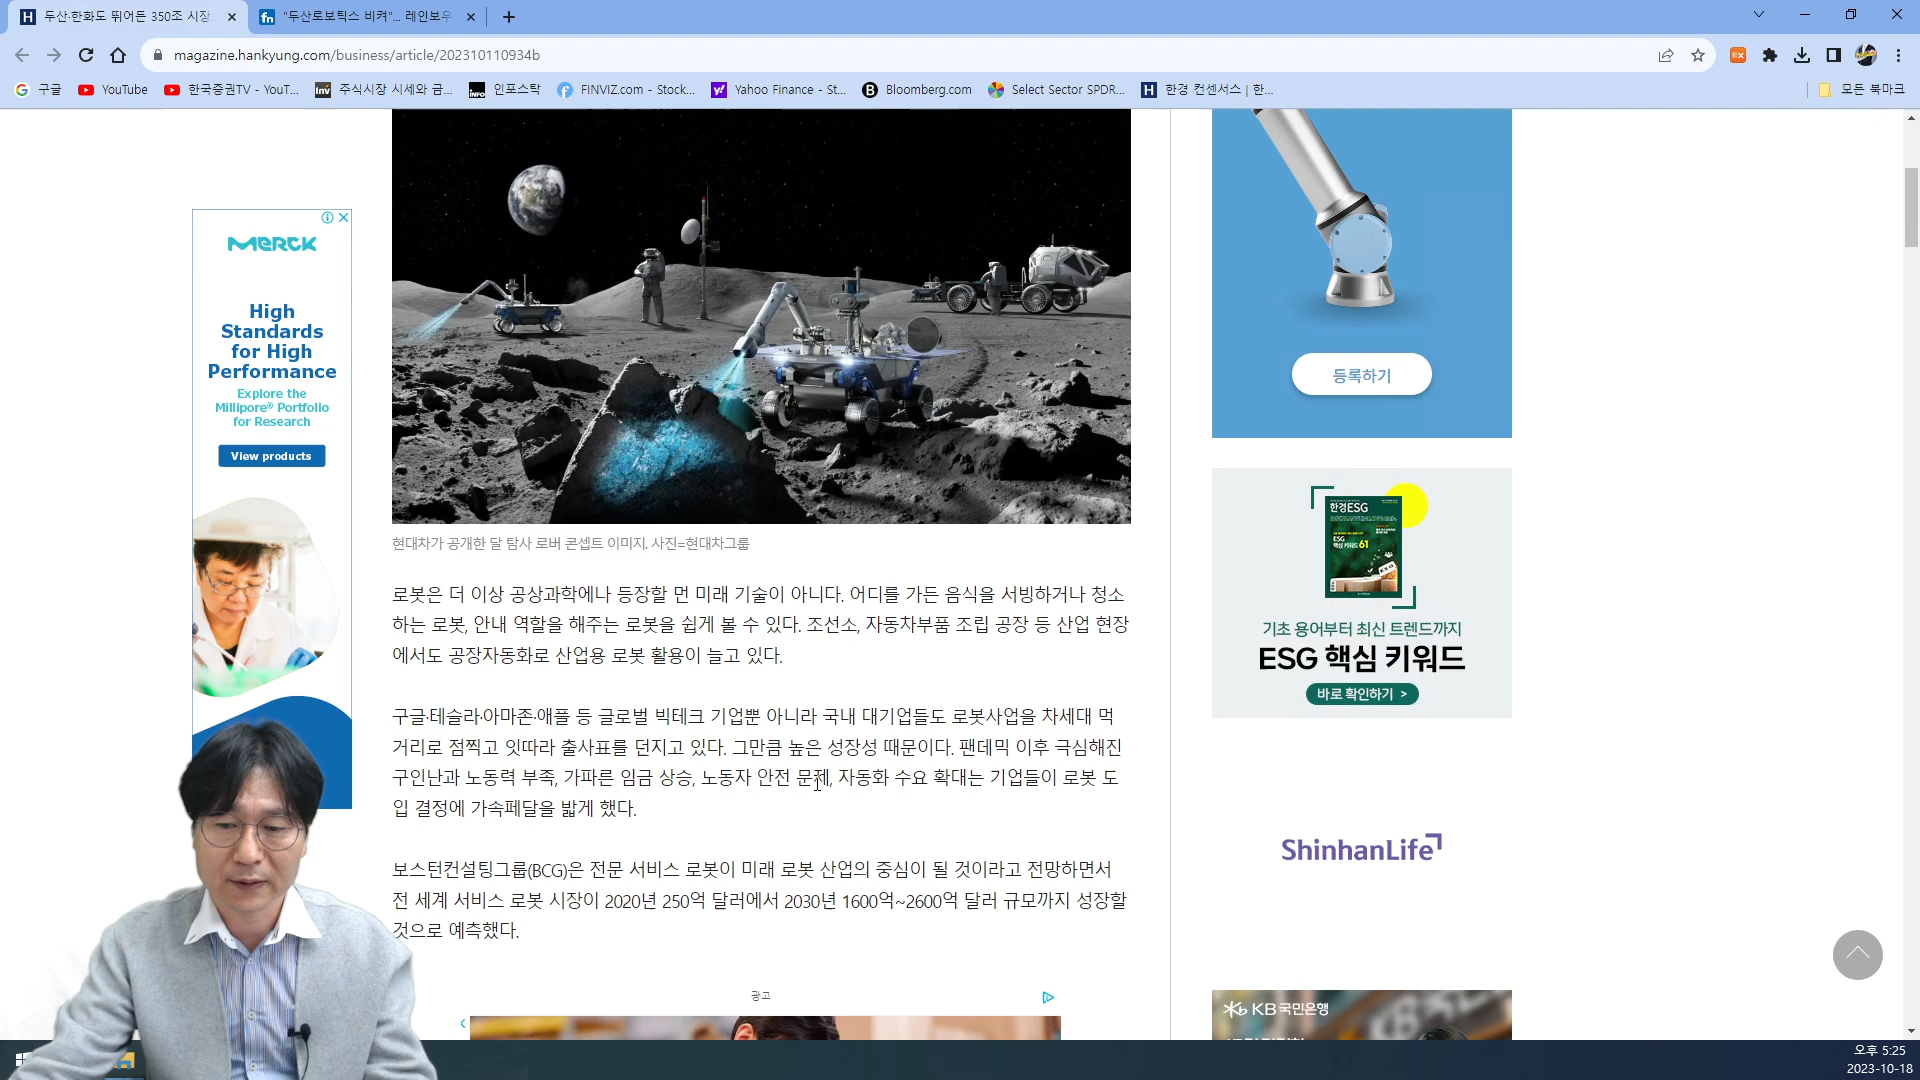 두산·한화도 뛰어든 350조 시장.
"두산로보틱스 비켜"... 레인보우
magazine.hankyung.com/business/article/202310110934b
구글
YouTube
한국증권TV - YouT...
주식시장 시세와 금...
인포스탁
FINVIZ.com - Stock...
Yahoo Finance - St...
Bloomberg.com
Select Sector SPDR...
한경 컨센서스 | 한...
모든 북마크
MERCK
High
Standards
for High
Performance
Explore the
Millipore® Portfolio
for Research
View products
현대차가 공개한 달 탐사 로버 콘셉트 이미지. 사진=현대차그룹
로봇은 더 이상 공상과학에나 등장할 먼 미래 기술이 아니다. 어디를 가든 음식을 서빙하거나 청소
하는 로봇, 안내 역할을 해주는 로봇을 쉽게 볼 수 있다. 조선소, 자동차부품 조립 공장 등 산업 현장
에서도 공장자동화로 산업용 로봇 활용이 늘고 있다.
구글·테슬라·아마존·애플 등 글로벌 빅테크 기업뿐 아니라 국내 대기업들도 로봇사업을 차세대 먹
거리로 점찍고 잇따라 출사표를 던지고 있다. 그만큼 높은 성장성 때문이다. 팬데믹 이후 극심해진
구인난과 노동력 부족, 가파른 임금 상승, 노동자 안전 문제, 자동화 수요 확대는 기업들이 로봇 도
입 결정에 가속페달을 밟게 했다.
보스턴컨설팅그룹(BCG)은 전문 서비스 로봇이 미래 로봇 산업의 중심이 될 것이라고 전망하면서
전 세계 서비스 로봇 시장이 2020년 250억 달러에서 2030년 1600억~2600억 달러 규모까지 성장할
것으로 예측했다.
광고
등록하기
한경ESG
ESG
핵심 키워드 61
기초 용어부터 최신 트렌드까지
ESG 핵심 키워드
바로 확인하기 >
ShinhanLife
KB국민은행
오후 5:25
2023-10-18